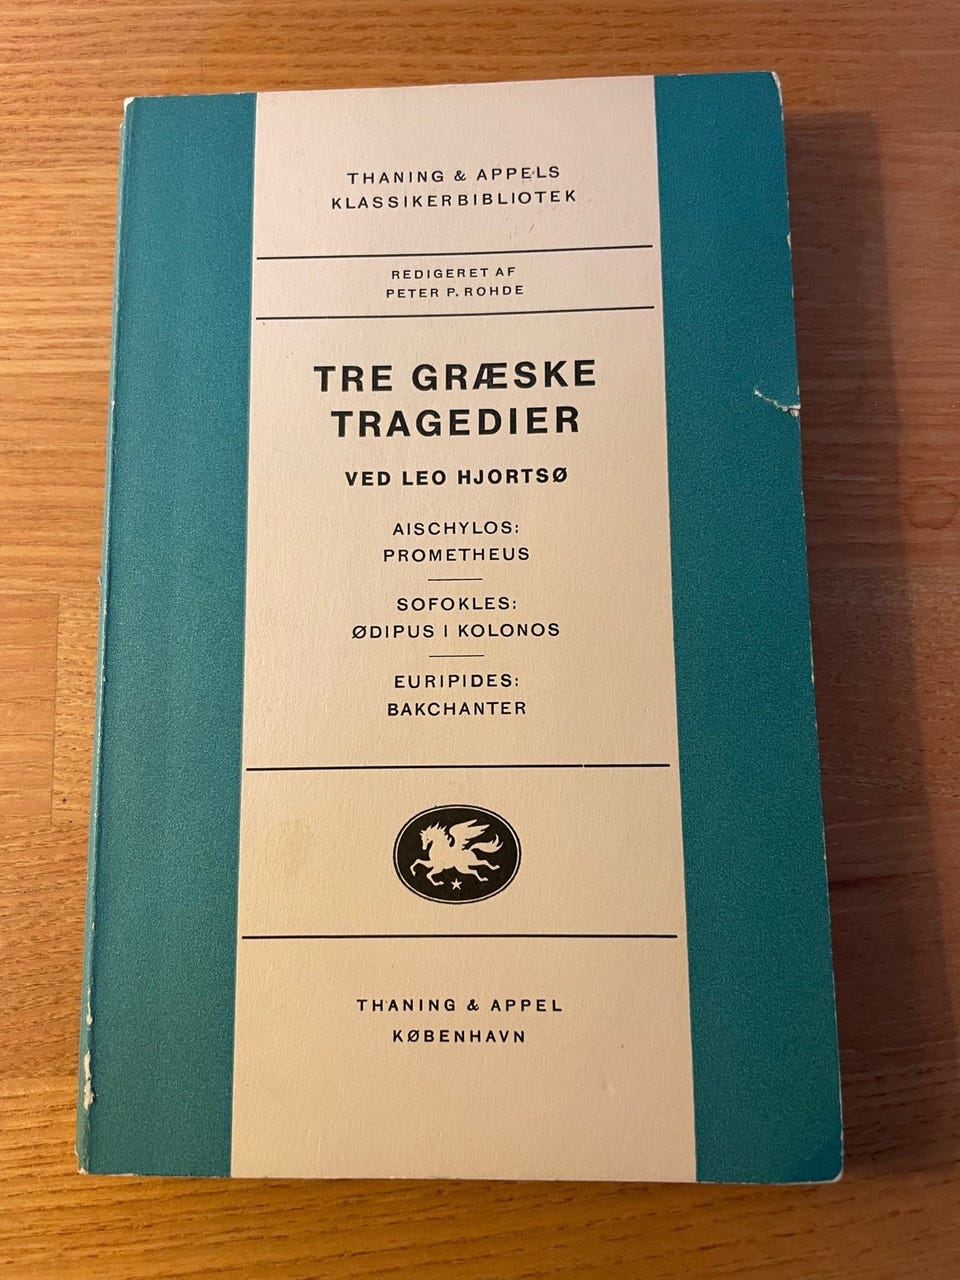 THANING & APPELS
KLASSIKERBIBLIOTEK
REDIGERET AF
PETER P. ROHDE
TRE GRÆSKE
TRAGEDIER
VED LEO HJORTSØ
AISCHYLOS:
PROMETHEUS
SOFOKLES:
ØDIPUS I KOLONOS
EURIPIDES:
BAKCHANTER
THANING & APPEL
KØBENHAVN